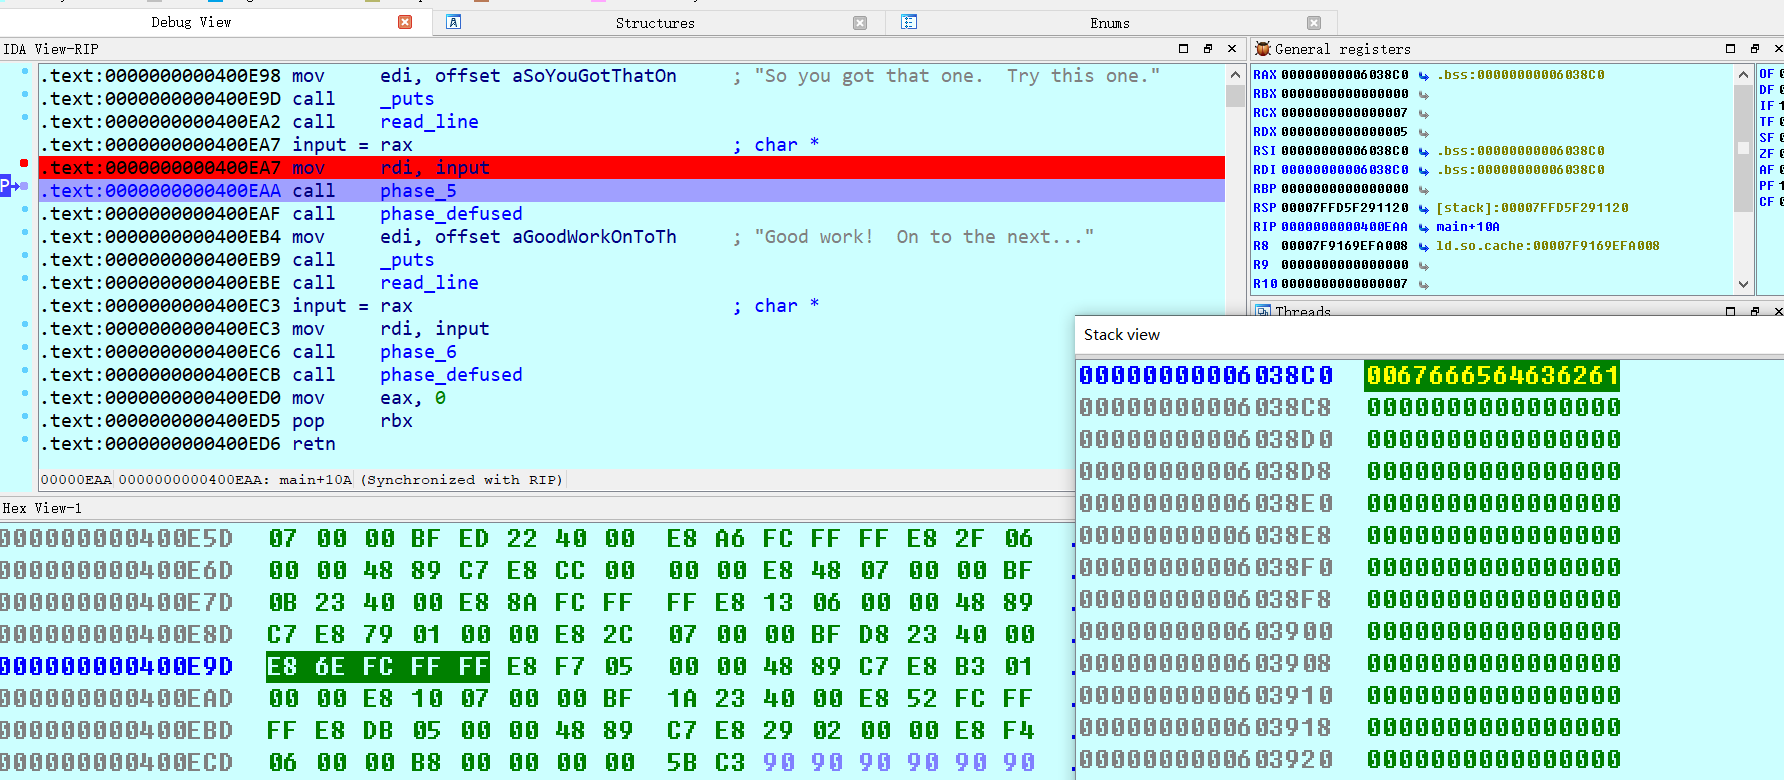 Debug View
Structures
Enums
IDA View-RIP
.text:0000000000400E98 mov edi, offset aSoYouGotThatOn ; "So you got that one.  Try this one."
.text:0000000000400E9D call _puts
.text:0000000000400EA2 call read_line
.text:0000000000400EA7 input = rax ; char *
.text:0000000000400EA7 mov rdi, input
.text:0000000000400EAA call phase_5
.text:0000000000400EAF call phase_defused
.text:0000000000400EB4 mov edi, offset aGoodWorkOnToTh ; "Good work!  On to the next..."
.text:0000000000400EB9 call _puts
.text:0000000000400EBE call read_line
.text:0000000000400EC3 input = rax ; char *
.text:0000000000400EC3 mov rdi, input
.text:0000000000400EC6 call phase_6
.text:0000000000400ECB call phase_defused
.text:0000000000400ED0 mov eax, 0
.text:0000000000400ED5 pop rbx
.text:0000000000400ED6 retn
00000EAA 0000000000400EAA: main+10A (Synchronized with RIP)
General registers
RAX 00000000006038C0 .bss:00000000006038C0
RBX 0000000000000000
RCX 0000000000000007
RDX 0000000000000005
RSI 00000000006038C0 .bss:00000000006038C0
RDI 00000000006038C0 .bss:00000000006038C0
RBP 0000000000000000
RSP 00007FFD5F291120 [stack]:00007FFD5F291120
RIP 0000000000400EAA main+10A
R8 00007F9169EFA008 ld.so.cache:00007F9169EFA008
R9 0000000000000000
R10 0000000000000007
OF 0
DF 0
IF 1
TF 0
SF 0
ZF 0
AF 0
PF 1
CF 0
Threads
Stack view
00000000006038C0 0067666564636261
00000000006038C8 0000000000000000
00000000006038D0 0000000000000000
00000000006038D8 0000000000000000
00000000006038E0 0000000000000000
00000000006038E8 0000000000000000
00000000006038F0 0000000000000000
00000000006038F8 0000000000000000
0000000000603900 0000000000000000
0000000000603908 0000000000000000
0000000000603910 0000000000000000
0000000000603918 0000000000000000
0000000000603920 0000000000000000
Hex View-1
0000000000400E5D 07 00 00 BF ED 22 40 00 E8 A6 FC FF FF E8 2F 06
0000000000400E6D 00 00 48 89 C7 E8 CC 00 00 00 E8 48 07 00 00 BF
0000000000400E7D 0B 23 40 00 E8 8A FC FF FF E8 13 06 00 00 48 89
0000000000400E8D C7 E8 79 01 00 00 E8 2C 07 00 00 BF D8 23 40 00
0000000000400E9D E8 6E FC FF FF E8 F7 05 00 00 48 89 C7 E8 B3 01
0000000000400EAD 00 00 E8 10 07 00 00 BF 1A 23 40 00 E8 52 FC FF
0000000000400EBD FF E8 DB 05 00 00 48 89 C7 E8 29 02 00 00 E8 F4
0000000000400ECD 06 00 00 B8 00 00 00 00 5B C3 90 90 90 90 90 90